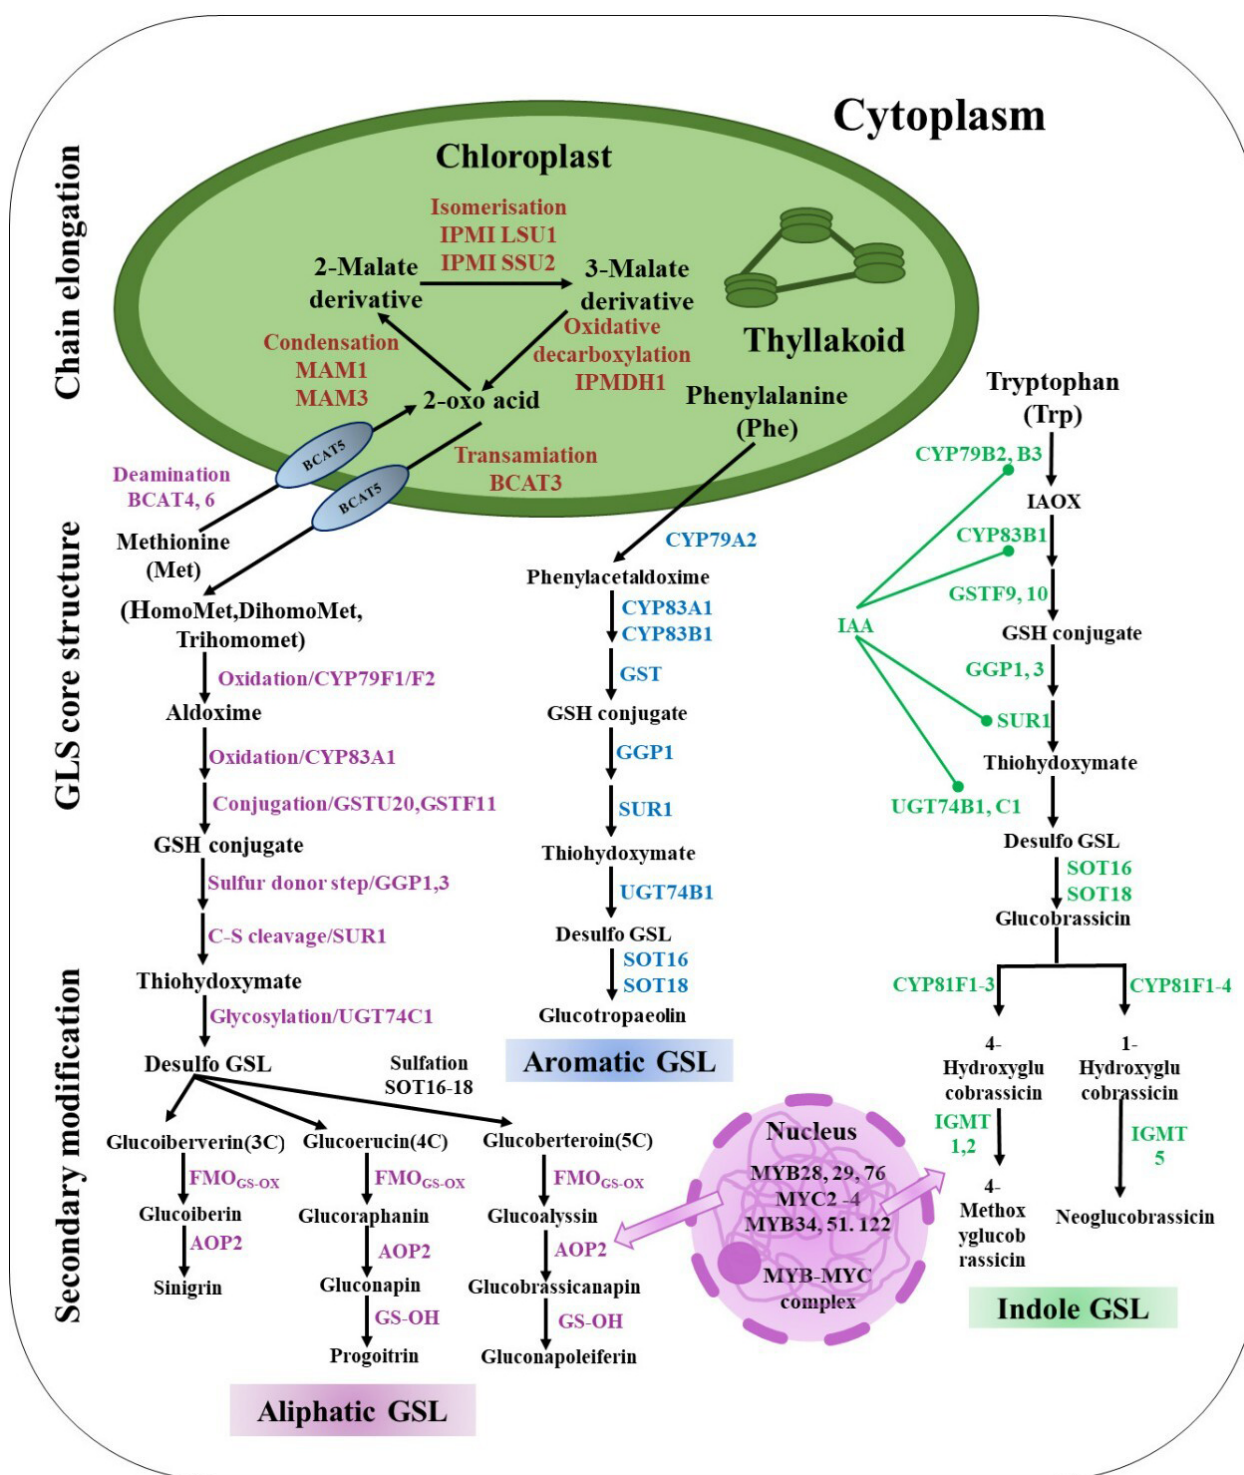 Cytoplasm
Chloroplast
Chain elongation
Isomerisation
IPMI LSU1
IPMI SSU2
2-Malate
derivative
3-Malate
derivative
Condensation
MAM1
MAM3
Oxidative
decarboxylation
IPMDH1
2-oxo acid
Thyllakoid
Phenylalanine
(Phe)
Transamiation
BCAT3
BCAT5
BCAT5
Deamination
BCAT4, 6
GLS core structure
Methionine
(Met)
(HomoMet,DihomoMet,
Trihomomet)
Oxidation/CYP79F1/F2
Aldoxime
Oxidation/CYP83A1
Conjugation/GSTU20,GSTF11
GSH conjugate
Sulfur donor step/GGP1,3
C-S cleavage/SUR1
Thiohydoxymate
Glycosylation/UGT74C1
Secondary modification
Desulfo GSL
Sulfation
SOT16-18
Glucoiberverin(3C)
FMOGS-OX
Glucoiberin
AOP2
Sinigrin
Glucoerucin(4C)
FMOGS-OX
Glucoraphanin
AOP2
Gluconapin
GS-OH
Progoitrin
Glucoberteroin(5C)
FMOGS-OX
Glucoalyssin
AOP2
Glucobrassicanapin
GS-OH
Gluconapoleiferin
Aliphatic GSL
CYP79A2
Phenylacetaldoxime
CYP83A1
CYP83B1
GST
GSH conjugate
GGP1
SUR1
Thiohydoxymate
UGT74B1
Desulfo GSL
SOT16
SOT18
Glucotropaeolin
Aromatic GSL
Nucleus
MYB28, 29, 76
MYC2 -4
MYB34, 51. 122
MYB-MYC
complex
Tryptophan
(Trp)
CYP79B2, B3
IAOX
CYP83B1
GSTF9, 10
IAA
GSH conjugate
GGP1, 3
SUR1
Thiohydoxymate
UGT74B1, C1
Desulfo GSL
SOT16
SOT18
Glucobrassicin
CYP81F1-3
CYP81F1-4
4-
Hydroxyglu
cobrassicin
1-
Hydroxyglu
cobrassicin
IGMT
1,2
IGMT
5
4-
Methox
yglucob
rassicin
Neoglucobrassicin
Indole GSL